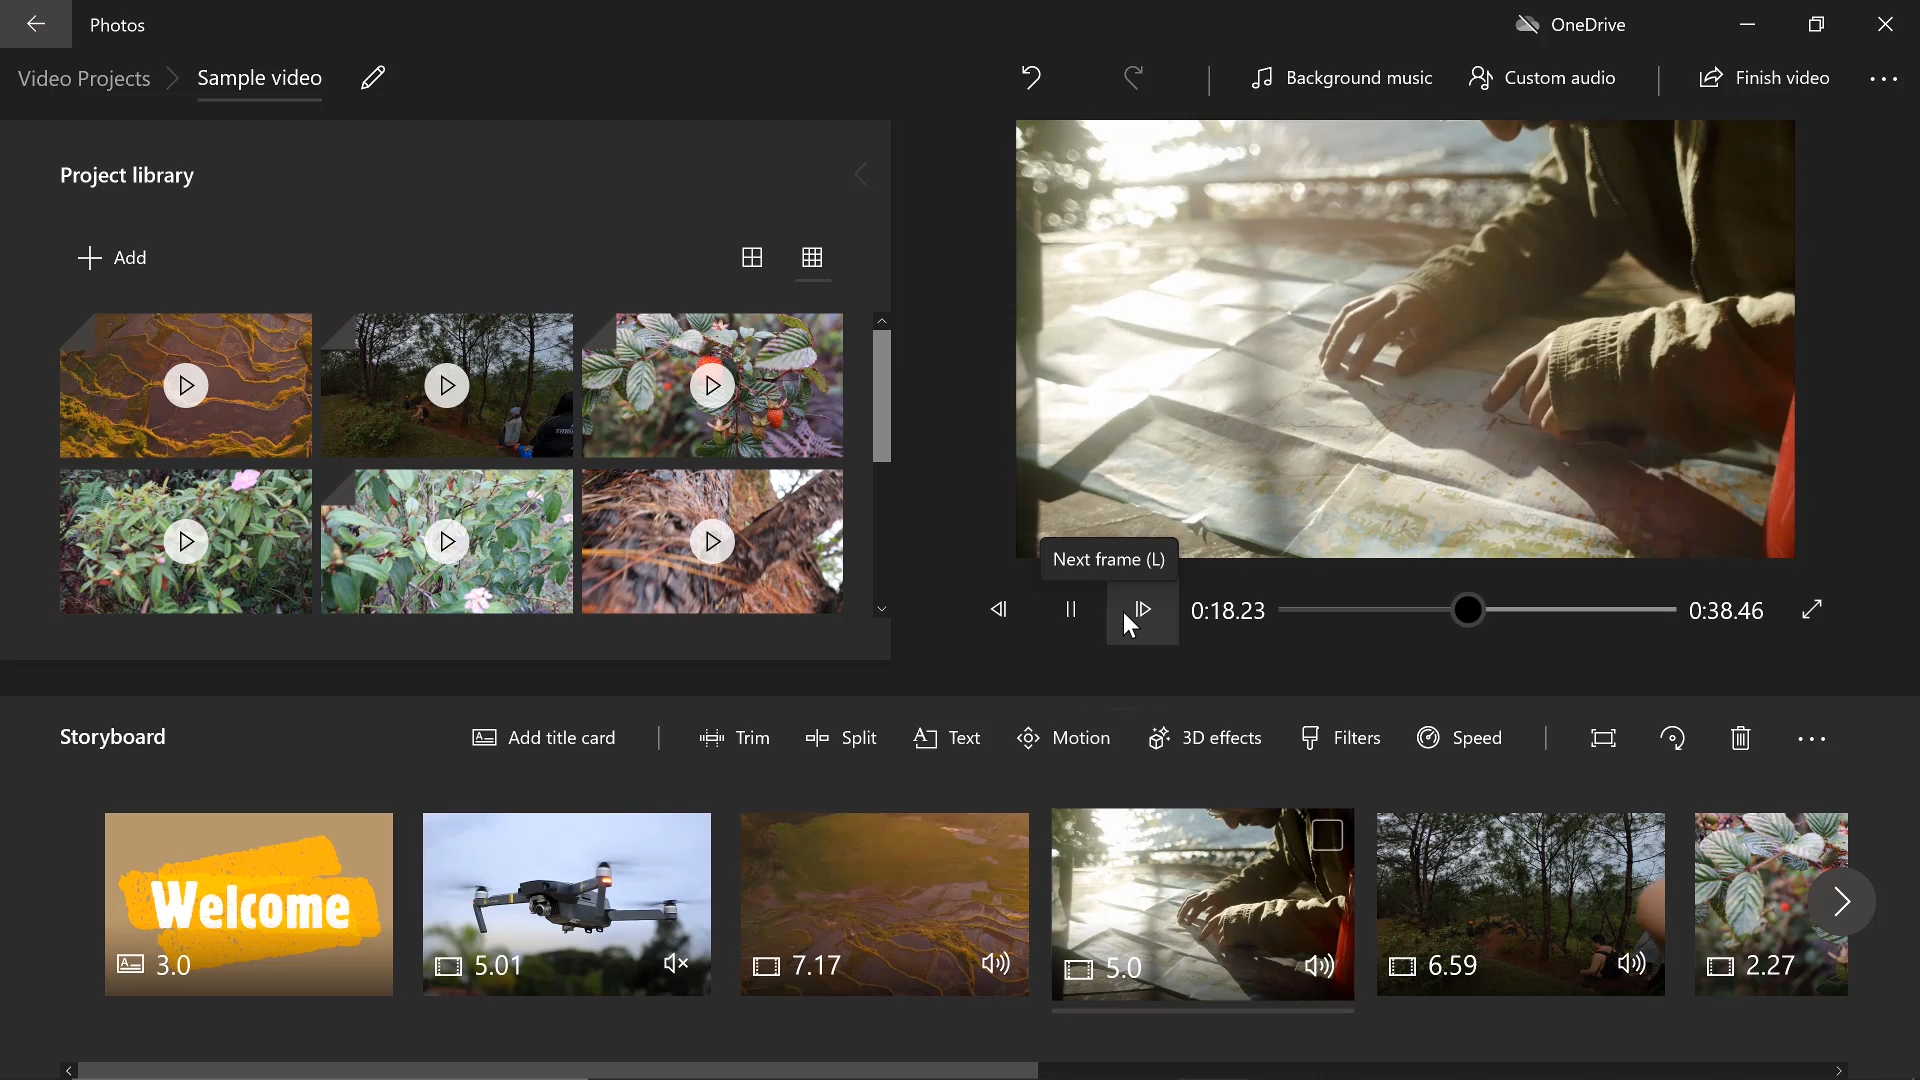 Photos
OneDrive
Video Projects
Sample video
Background music
Custom audio
Finish video
Project library
Add
Next frame (L)
0:18.23
0:38.46
Storyboard
Add title card
Trim
Split
Text
Motion
3D effects
Filters
Speed
Welcome
3.0
5.01
7.17
5.0
6.59
2.27